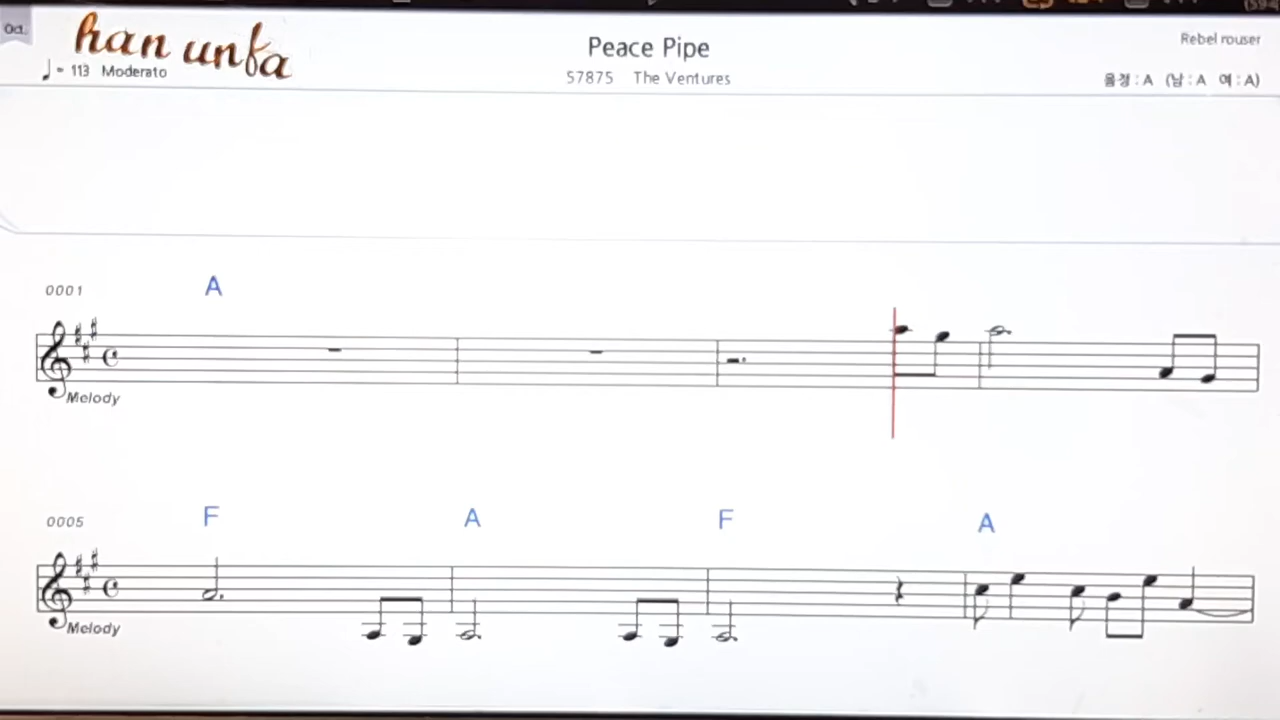 Oct.
han unfa
♩= 113 Moderato
Peace Pipe
57875 The Ventures
Rebel rouser
음정 : A (남 : A 여 : A)
0001
A
Melody
0005
F A F A
Melody